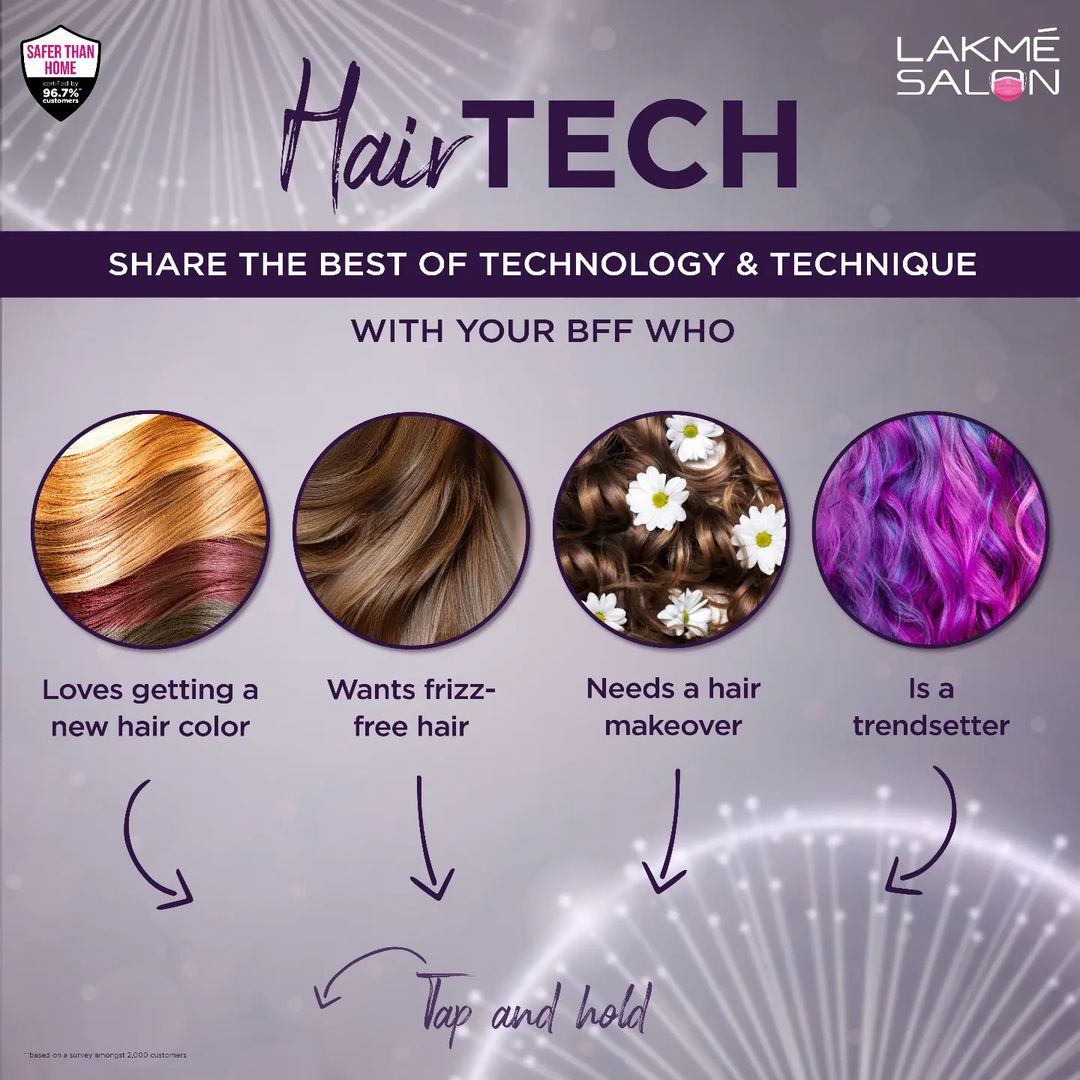 SAFER THAN
HOME
certified by
96.7%**
customers
LAKMÉ
SALON
HairTECH
SHARE THE BEST OF TECHNOLOGY & TECHNIQUE
WITH YOUR BFF WHO
Loves getting a
new hair color
Wants frizz-
free hair
Needs a hair
makeover
Is a
trendsetter
Tap and hold
**based on a survey amongst 2,000 customers